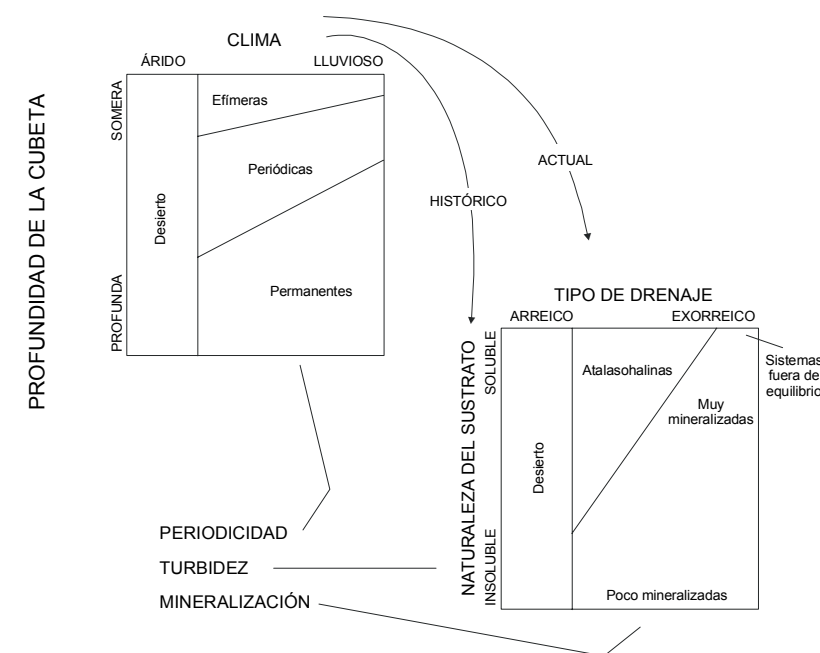 CLIMA
ÁRIDO
LLUVIOSO
PROFUNDIDAD DE LA CUBETA
SOMERA
PROFUNDA
Desierto
Efímeras
Periódicas
Permanentes
ACTUAL
HISTÓRICO
TIPO DE DRENAJE
ARREICO
EXORREICO
NATURALEZA DEL SUSTRATO
SOLUBLE
INSOLUBLE
Desierto
Atalasohalinas
Muy
mineralizadas
Poco mineralizadas
Sistemas
fuera de
equilibrio
PERIODICIDAD
TURBIDEZ
MINERALIZACIÓN